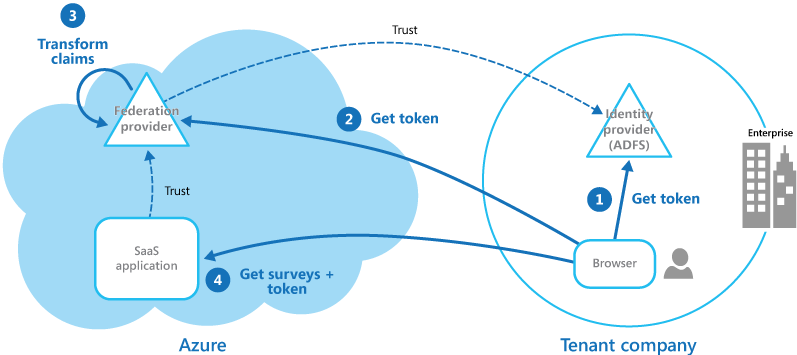 3
Transform
claims
Trust
Federation
provider
2 Get token
Identity
provider
(ADFS)
Enterprise
Trust
1 Get token
SaaS
application
4 Get surveys +
token
Browser
Azure
Tenant company